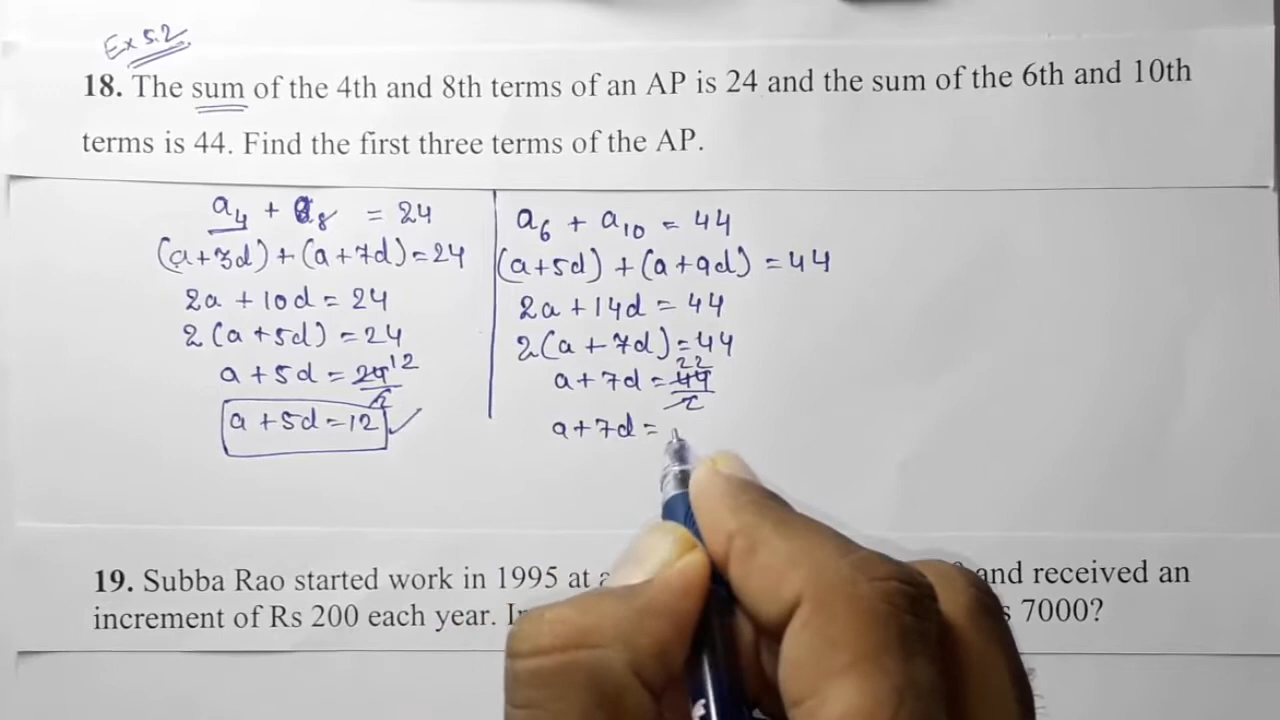 Ex 5.2
18. The sum of the 4th and 8th terms of an AP is 24 and the sum of the 6th and 10th
terms is 44. Find the first three terms of the AP.
a₄ + a₈ = 24
(a+3d)+(a+7d)=24
2a + 10d = 24
2(a+5d) = 24
a+5d = 24/2 12
a+5d=12 ✓
a₆ + a₁₀ = 44
(a+5d)+(a+9d)=44
2a+14d = 44
2(a+7d)=44
a+7d = 44/2 22
a+7d =
19. Subba Rao started work in 1995 at and received an
increment of Rs 200 each year. 7000?